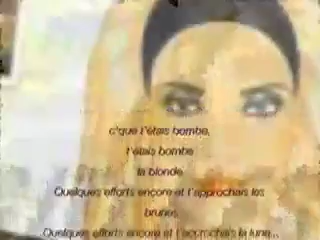 c'que t'étais bombe,
t'étais bombe
la blonde
Quelques efforts encore et t'approchais les
brunes
Quelques efforts encore et t'approchais la lune...